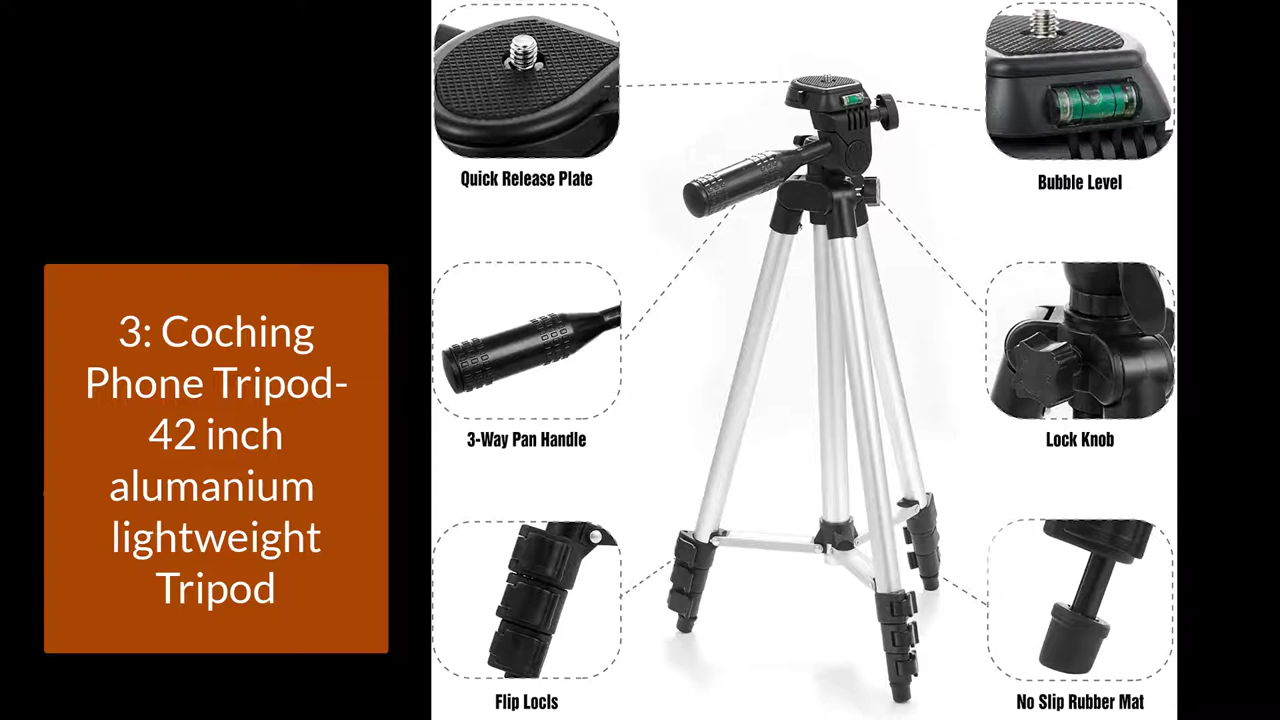 3: Coching
Phone Tripod-
42 inch
alumanium
lightweight
Tripod
Quick Release Plate
Bubble Level
3-Way Pan Handle
Lock Knob
Flip Locls
No Slip Rubber Mat